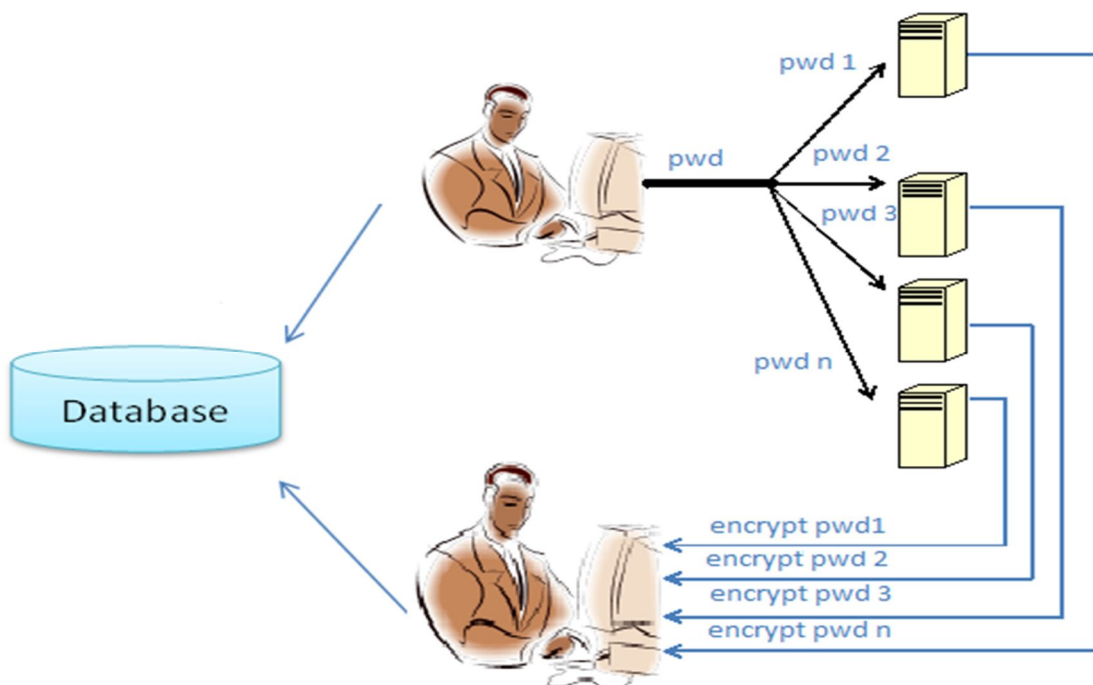 pwd 1
pwd
pwd 2
pwd 3
pwd n
Database
encrypt pwd1
encrypt pwd 2
encrypt pwd 3
encrypt pwd n